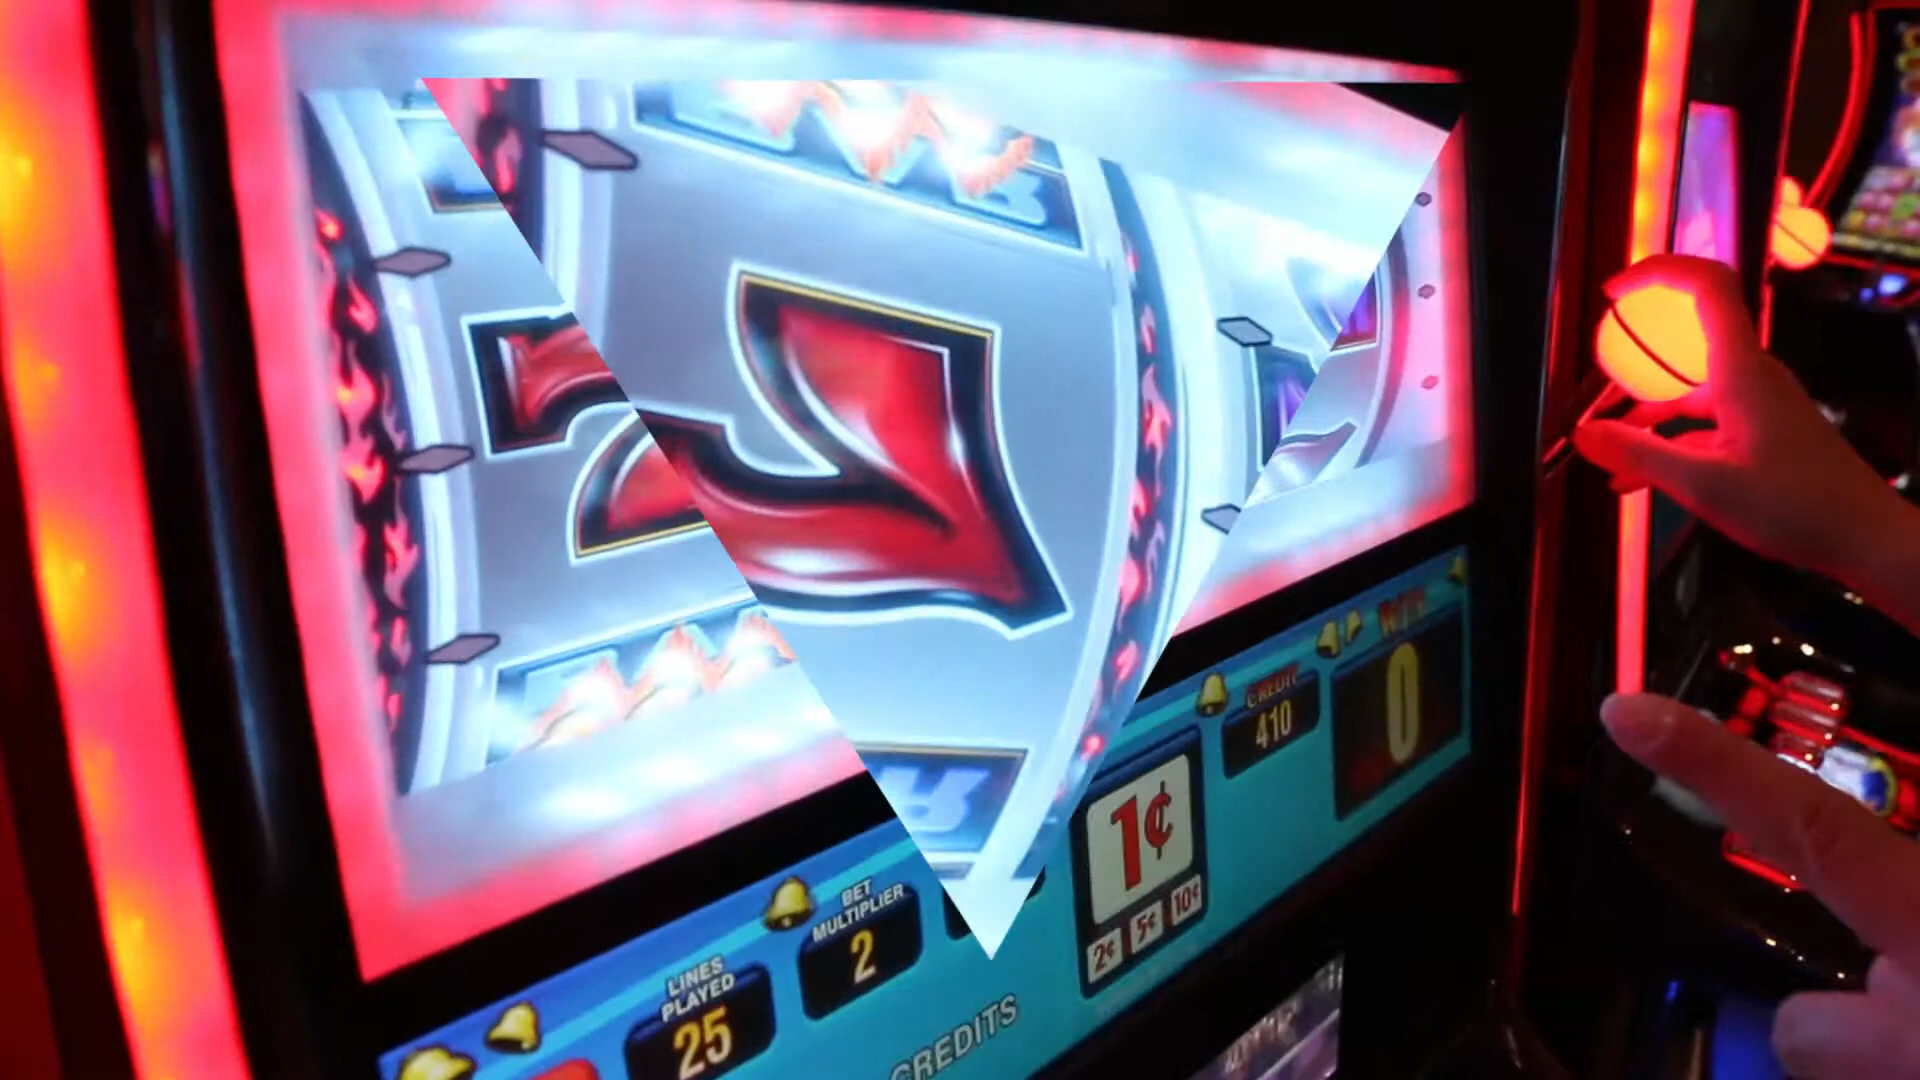 WIN
0
CREDIT
410
1¢
2¢ 5¢ 10¢
BET
MULTIPLIER
2
LINES
PLAYED
25
CREDITS